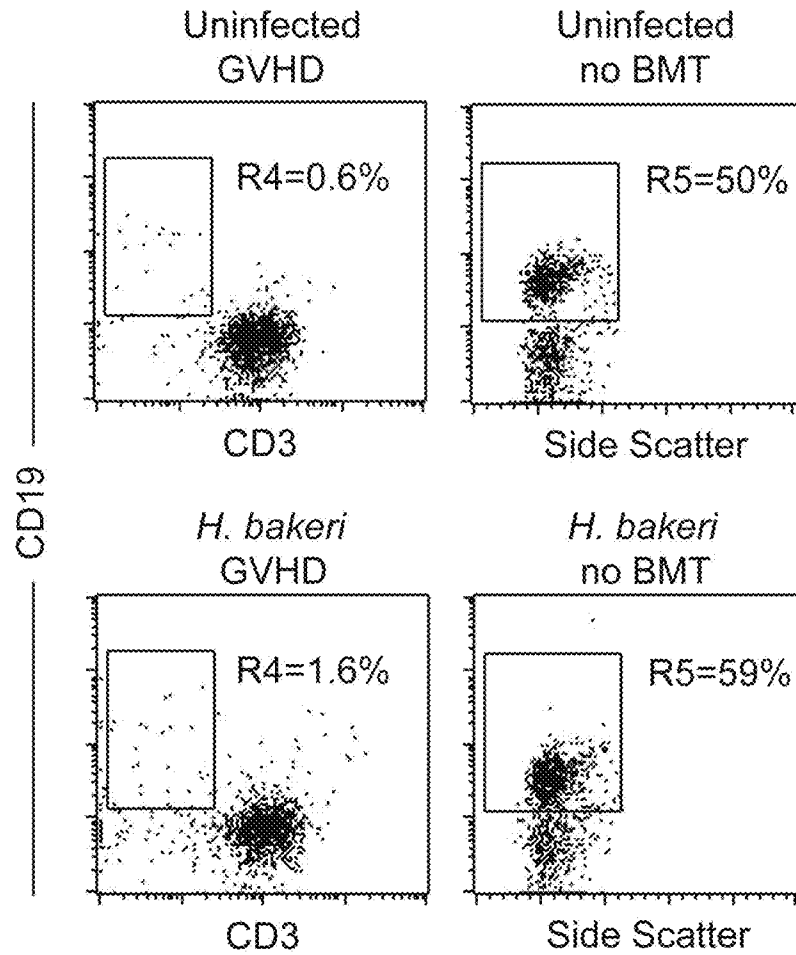 Uninfected
GVHD
Uninfected
no BMT
R4=0.6%
R5=50%
CD3
Side Scatter
CD19
H. bakeri
GVHD
H. bakeri
no BMT
R4=1.6%
R5=59%
CD3
Side Scatter